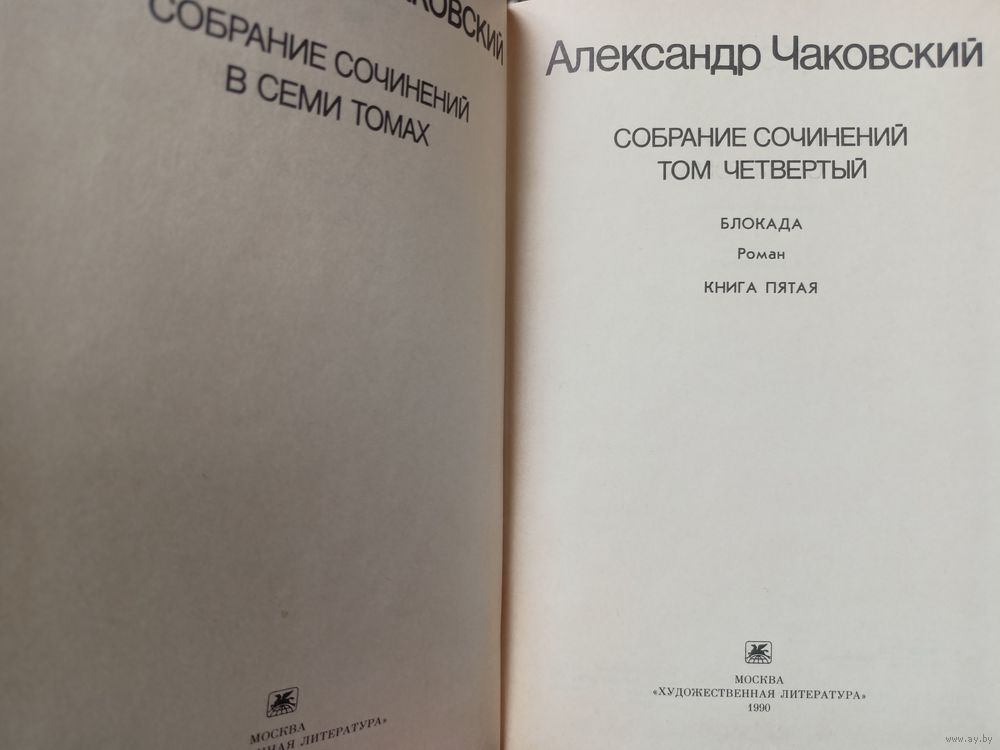 СОБРАНИЕ СОЧИНЕНИЙ
В СЕМИ ТОМАХ
МОСКВА
ЛИТЕРАТУРА»
Александр Чаковский
СОБРАНИЕ СОЧИНЕНИЙ
ТОМ ЧЕТВЕРТЫЙ
БЛОКАДА
Роман
КНИГА ПЯТАЯ
МОСКВА
«ХУДОЖЕСТВЕННАЯ ЛИТЕРАТУРА»
1990
www.ay.by